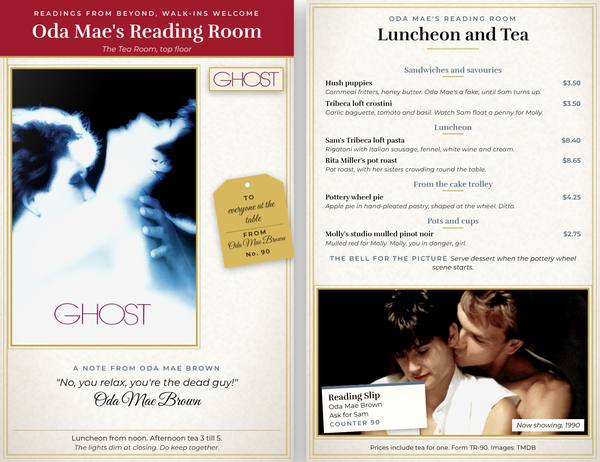 READINGS FROM BEYOND, WALK-INS WELCOME
Oda Mae's Reading Room
The Tea Room, top floor
GHOST
TO
everyone at the
table
FROM
Oda Mae Brown
No. 90
GHOST
A NOTE FROM ODA MAE BROWN
"No, you relax, you're the dead guy!"
Oda Mae Brown
Luncheon from noon. Afternoon tea 3 till 5.
The lights dim at closing. Do keep together.
ODA MAE'S READING ROOM
Luncheon and Tea
Sandwiches and savouries
Hush puppies $3.50
Cornmeal fritters, honey butter. Oda Mae's a fake, until Sam turns up.
Tribeca loft crostini $3.50
Garlic baguette, tomato and basil. Watch Sam float a penny for Molly.
Luncheon
Sam's Tribeca loft pasta $8.40
Rigatoni with Italian sausage, fennel, white wine and cream.
Rita Miller's pot roast $8.65
Pot roast, with her sisters crowding round the table.
From the cake trolley
Pottery wheel pie $4.25
Apple pie in hand-pleated pastry, shaped at the wheel. Ditto.
Pots and cups
Molly's studio mulled pinot noir $2.75
Mulled red for Molly. Molly, you in danger, girl.
THE BELL FOR THE PICTURE Serve dessert when the pottery wheel
scene starts.
Reading Slip
Oda Mae Brown
Ask for Sam
COUNTER 90
Now showing, 1990
Prices include tea for one. Form TR-90. Images: TMDB